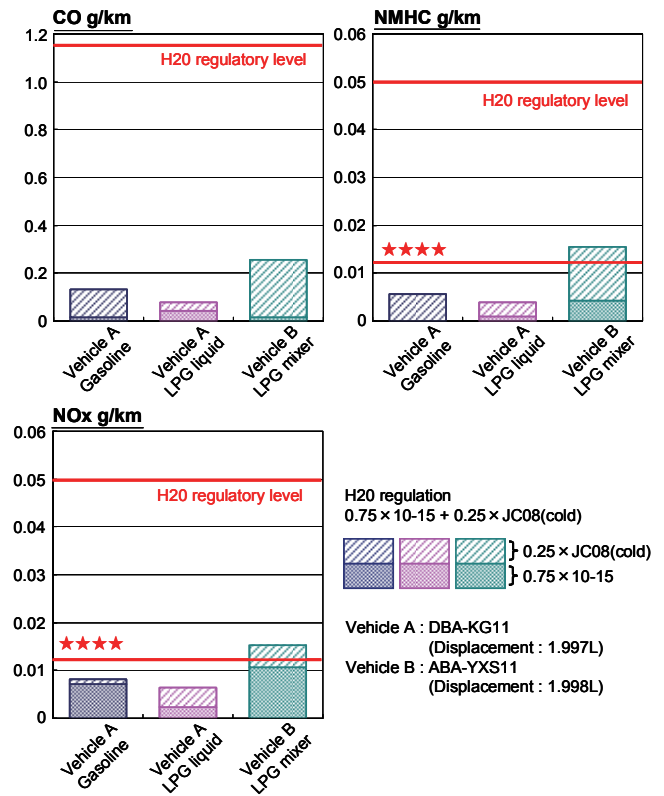 CO g/km
1.2
1.0
0.8
0.6
0.4
0.2
0
H20 regulatory level
Vehicle A
Gasoline
Vehicle A
LPG liquid
Vehicle B
LPG mixer
NMHC g/km
0.06
0.05
0.04
0.03
0.02
0.01
0
H20 regulatory level
★★★★
Vehicle A
Gasoline
Vehicle A
LPG liquid
Vehicle B
LPG mixer
NOx g/km
0.06
0.05
0.04
0.03
0.02
0.01
0
H20 regulatory level
★★★★
Vehicle A
Gasoline
Vehicle A
LPG liquid
Vehicle B
LPG mixer
H20 regulation
0.75×10-15 + 0.25×JC08(cold)
} 0.25×JC08(cold)
} 0.75×10-15
Vehicle A : DBA-KG11
(Displacement : 1.997L)
Vehicle B : ABA-YXS11
(Displacement : 1.998L)